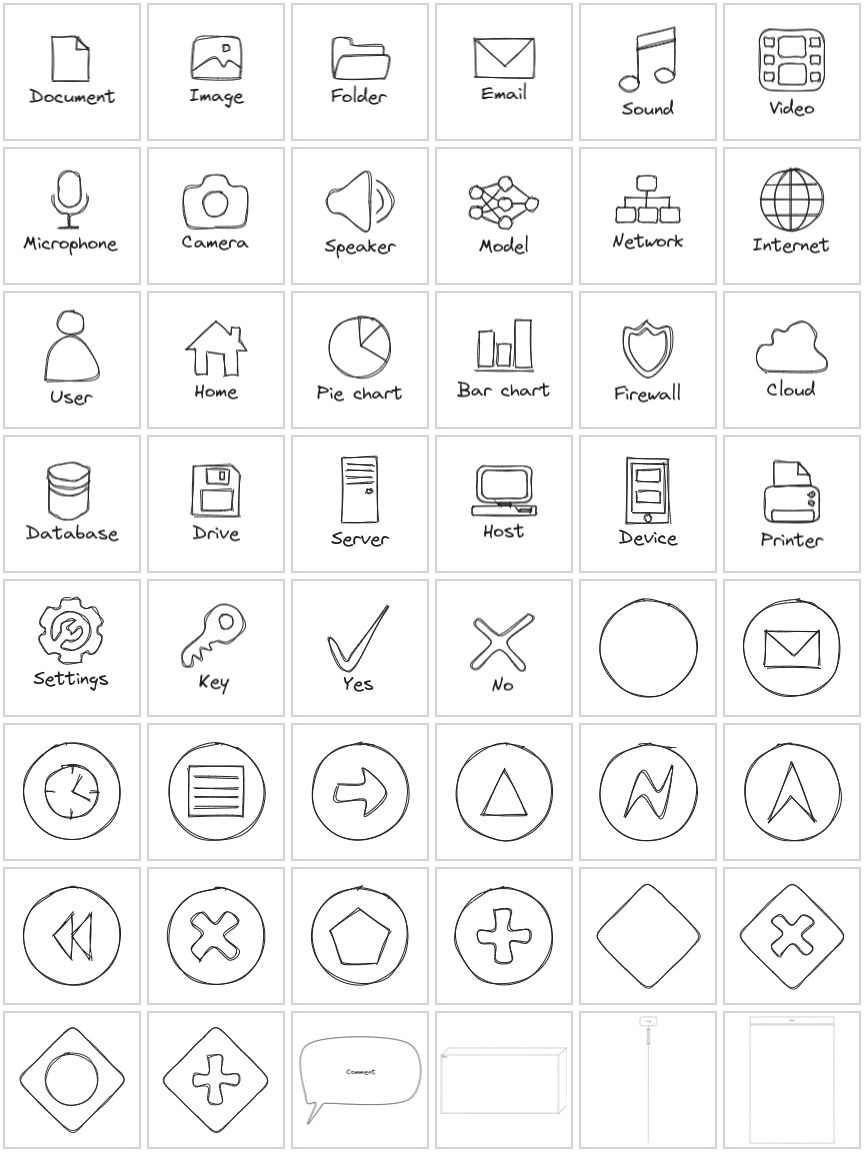 Document
Image
Folder
Email
Sound
Video
Microphone
Camera
Speaker
Model
Network
Internet
User
Home
Pie chart
Bar chart
Firewall
Cloud
Database
Drive
Server
Host
Device
Printer
Settings
Key
Yes
No
Comment